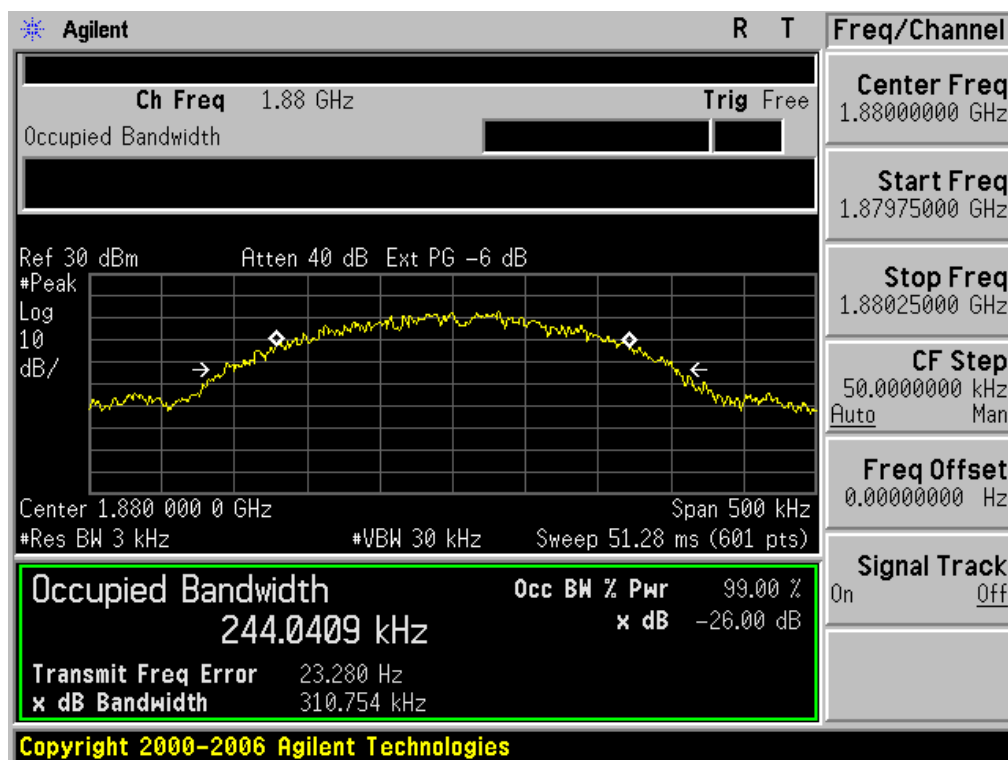 Agilent R T
Freq/Channel
Ch Freq 1.88 GHz Trig Free
Occupied Bandwidth
Center Freq
1.88000000 GHz
Start Freq
1.87975000 GHz
Stop Freq
1.88025000 GHz
CF Step
50.0000000 kHz
Auto Man
Freq Offset
0.00000000 Hz
Signal Track
On Off
Ref 30 dBm Atten 40 dB Ext PG -6 dB
#Peak
Log
10
dB/
Center 1.880 000 0 GHz Span 500 kHz
#Res BW 3 kHz #VBW 30 kHz Sweep 51.28 ms (601 pts)
Occupied Bandwidth Occ BW % Pwr 99.00 %
244.0409 kHz x dB -26.00 dB
Transmit Freq Error 23.280 Hz
x dB Bandwidth 310.754 kHz
Copyright 2000-2006 Agilent Technologies